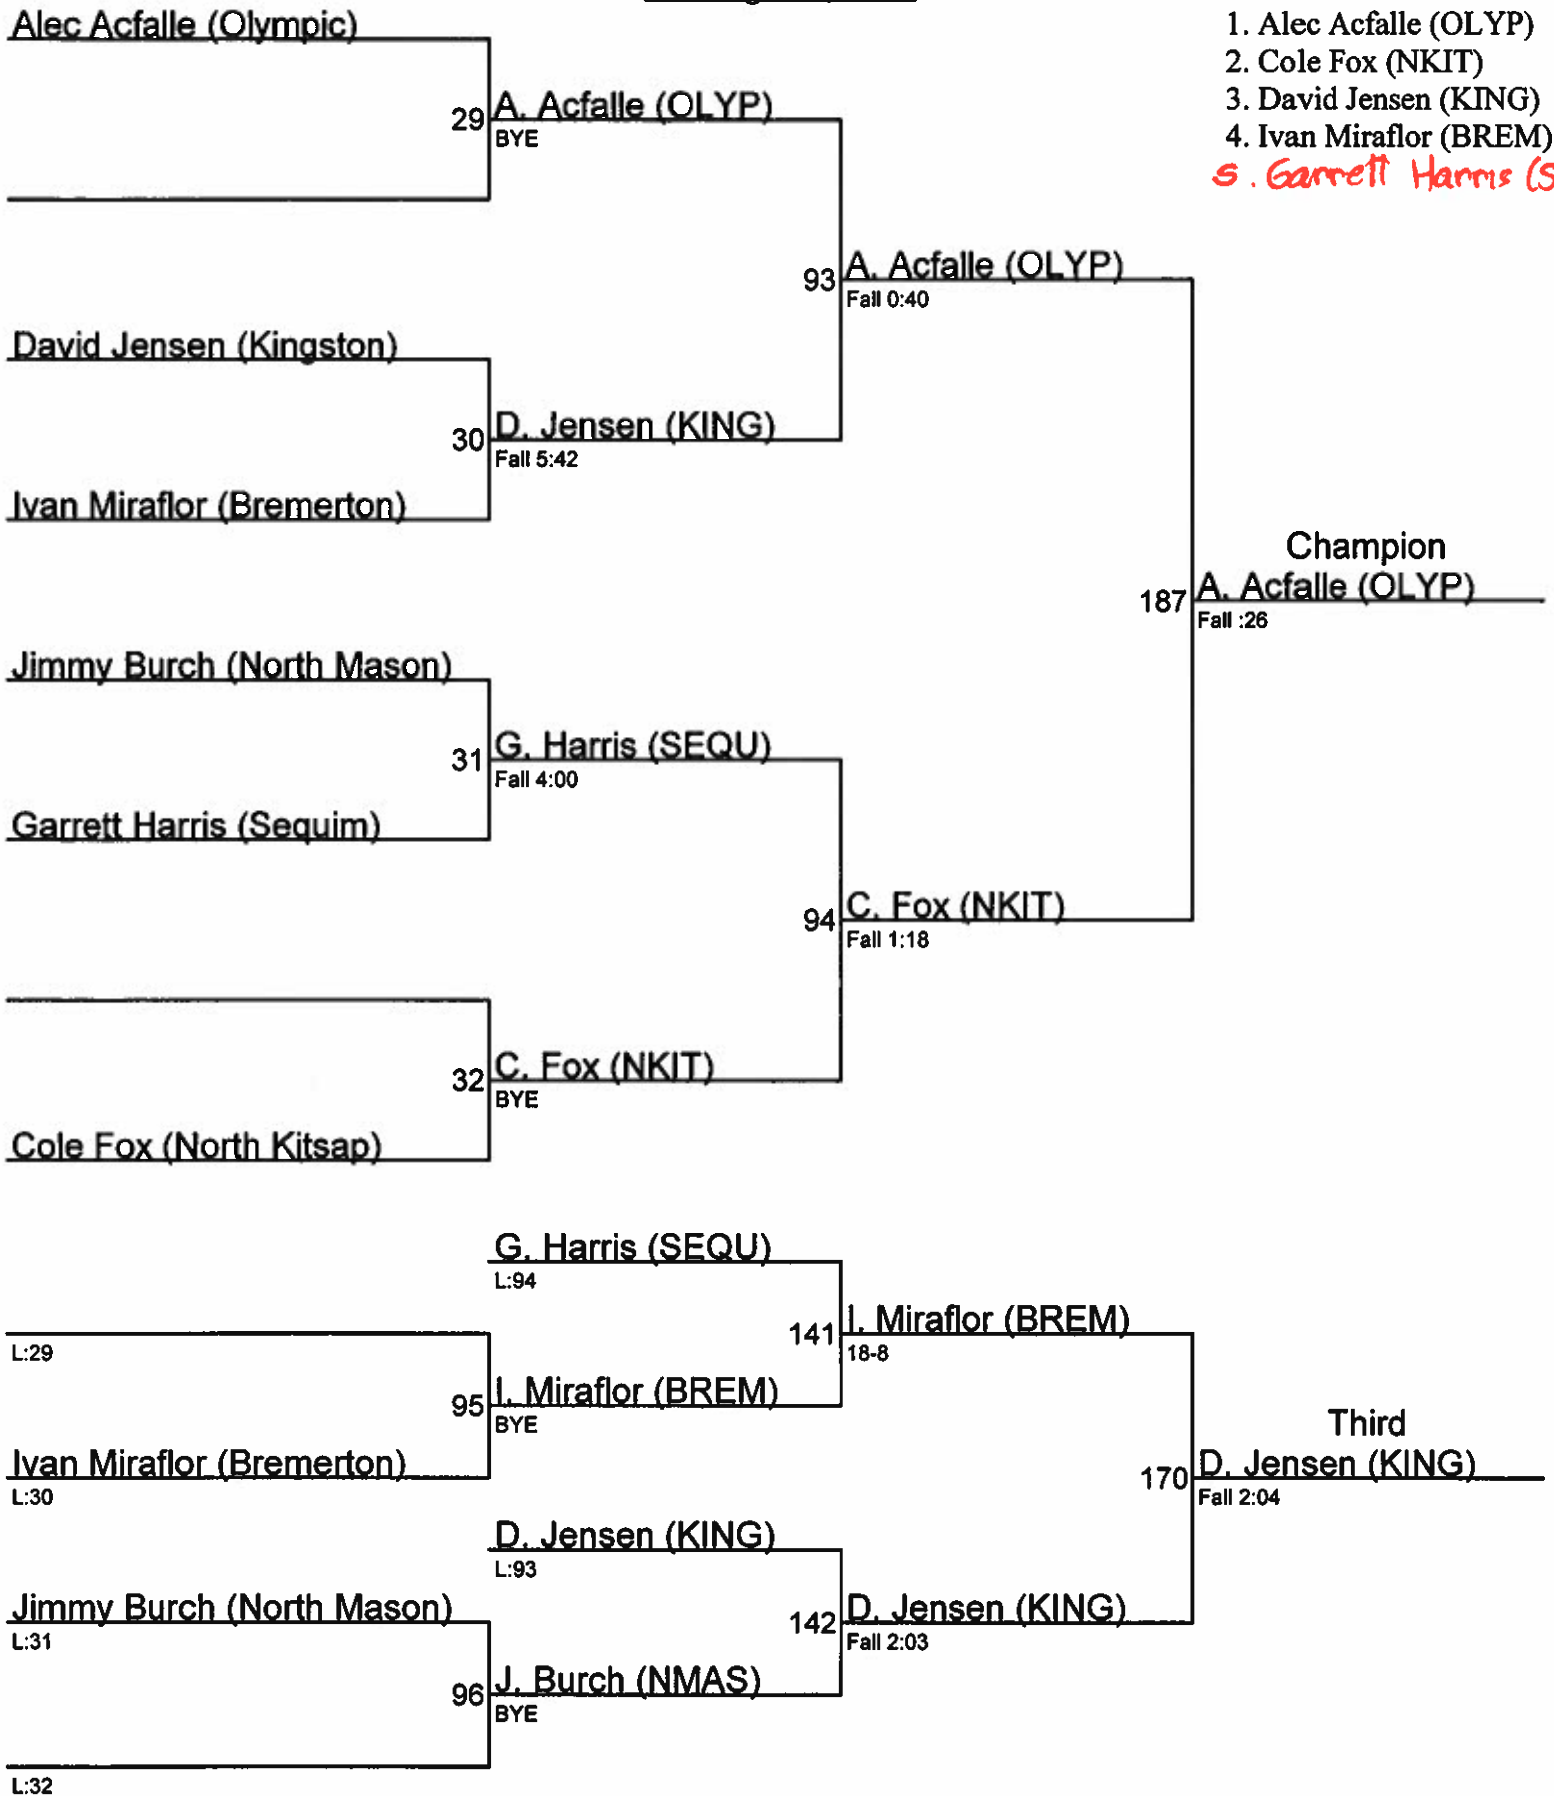 Alec Acfalle (Olympic)
29
A. Acfalle (OLYP)
BYE
1. Alec Acfalle (OLYP)
2. Cole Fox (NKIT)
3. David Jensen (KING)
4. Ivan Miraflor (BREM)
5. Garrett Harris (S
93
A. Acfalle (OLYP)
Fall 0:40
David Jensen (Kingston)
30
D. Jensen (KING)
Fall 5:42
Ivan Miraflor (Bremerton)
Champion
187
A. Acfalle (OLYP)
Fall :26
Jimmy Burch (North Mason)
31
G. Harris (SEQU)
Fall 4:00
Garrett Harris (Sequim)
94
C. Fox (NKIT)
Fall 1:18
32
C. Fox (NKIT)
BYE
Cole Fox (North Kitsap)
G. Harris (SEQU)
L:94
141
I. Miraflor (BREM)
18-8
L:29
95
I. Miraflor (BREM)
BYE
Ivan Miraflor (Bremerton)
L:30
Third
170
D. Jensen (KING)
Fall 2:04
D. Jensen (KING)
L:93
Jimmy Burch (North Mason)
L:31
142
D. Jensen (KING)
Fall 2:03
96
J. Burch (NMAS)
BYE
L:32